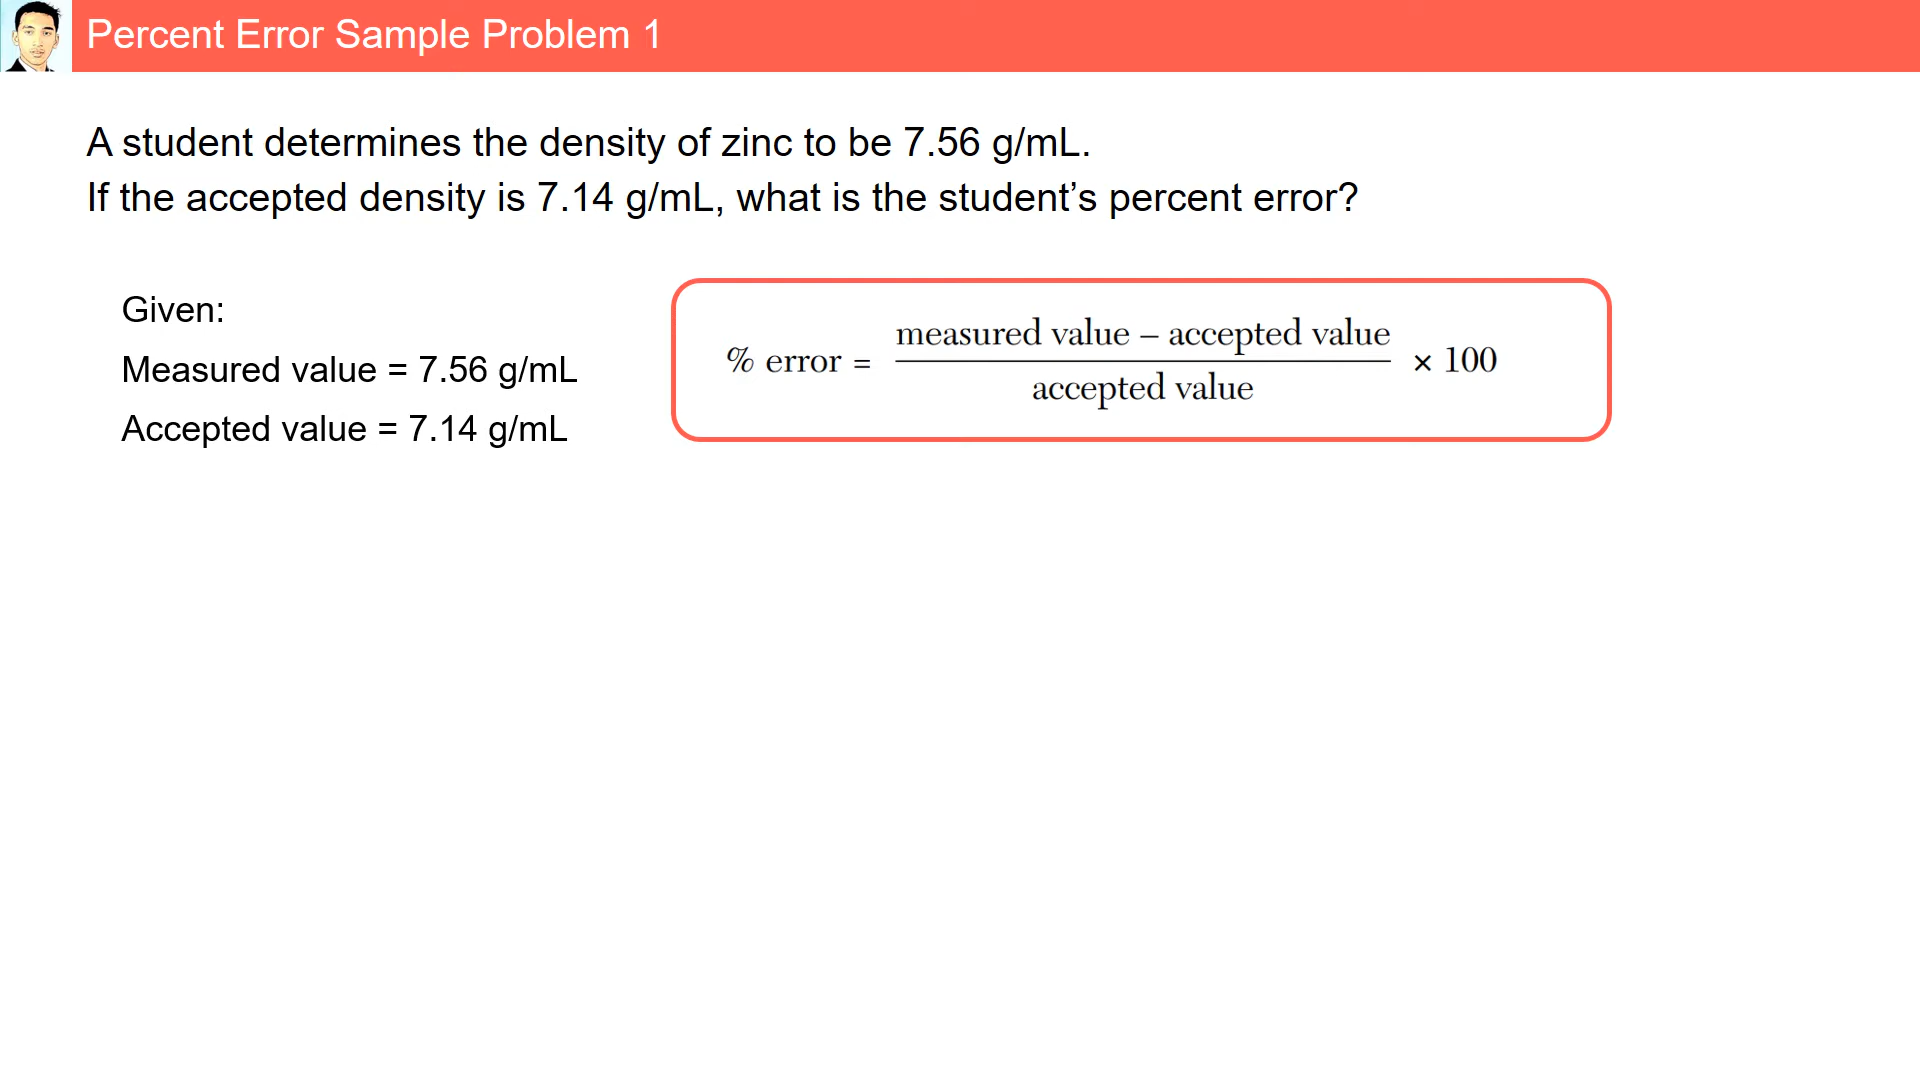 Percent Error Sample Problem 1
A student determines the density of zinc to be 7.56 g/mL.
If the accepted density is 7.14 g/mL, what is the student’s percent error?
Given:
Measured value = 7.56 g/mL
Accepted value = 7.14 g/mL
% error = measured value – accepted value / accepted value × 100